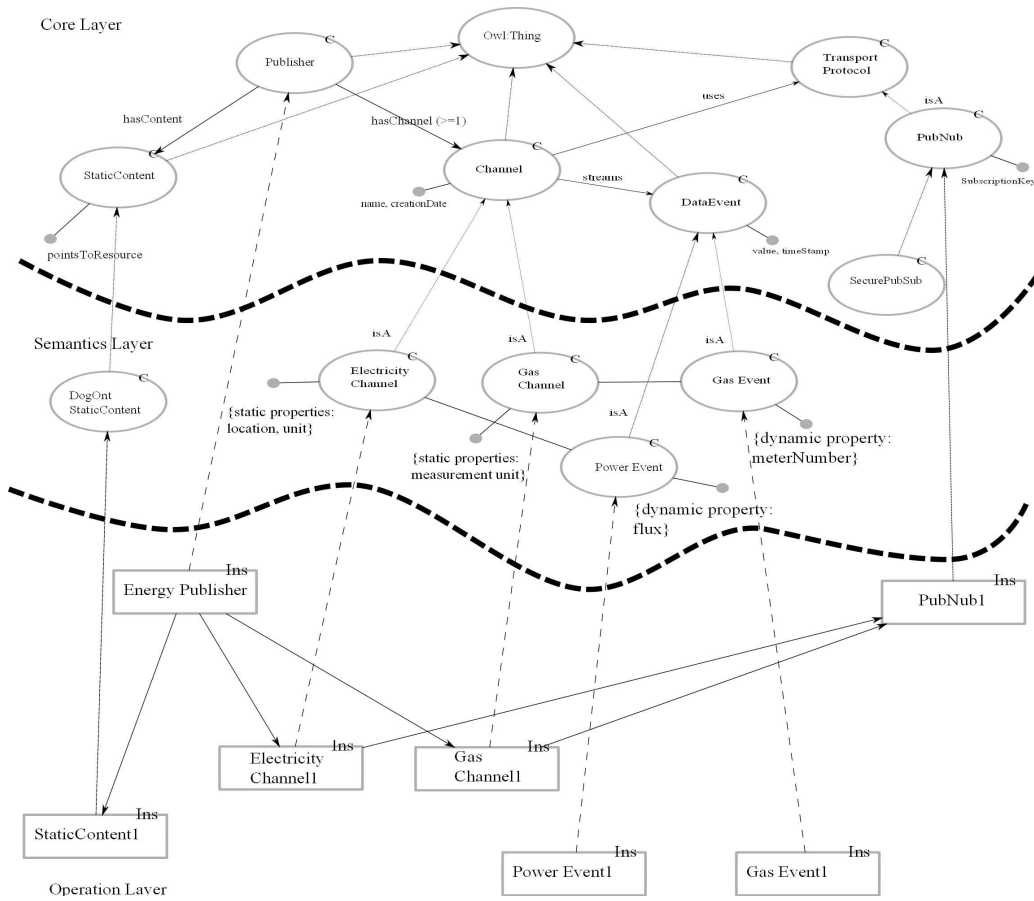 Core Layer
Owl:Thing
C
Publisher
C
Transport
Protocol
C
uses
isA
hasContent
hasChannel (>=1)
PubNub
C
StaticContent
C
Channel
C
streams
SubscriptionKey
DataEvent
C
name, creationDate
pointsToResource
value, timeStamp
SecurePubSub
C
isA
Semantics Layer
isA
isA
Electricity
Channel
C
Gas
Channel
C
Gas Event
C
DogOnt
StaticContent
C
{static properties:
location, unit}
isA
{dynamic property:
meterNumber}
{static properties:
measurement unit}
Power Event
C
{dynamic property:
flux}
Ins
Energy Publisher
Ins
PubNub1
Ins
Electricity
Channel1
Ins
Gas
Channel1
Ins
StaticContent1
Ins
Power Event1
Ins
Gas Event1
Operation Layer